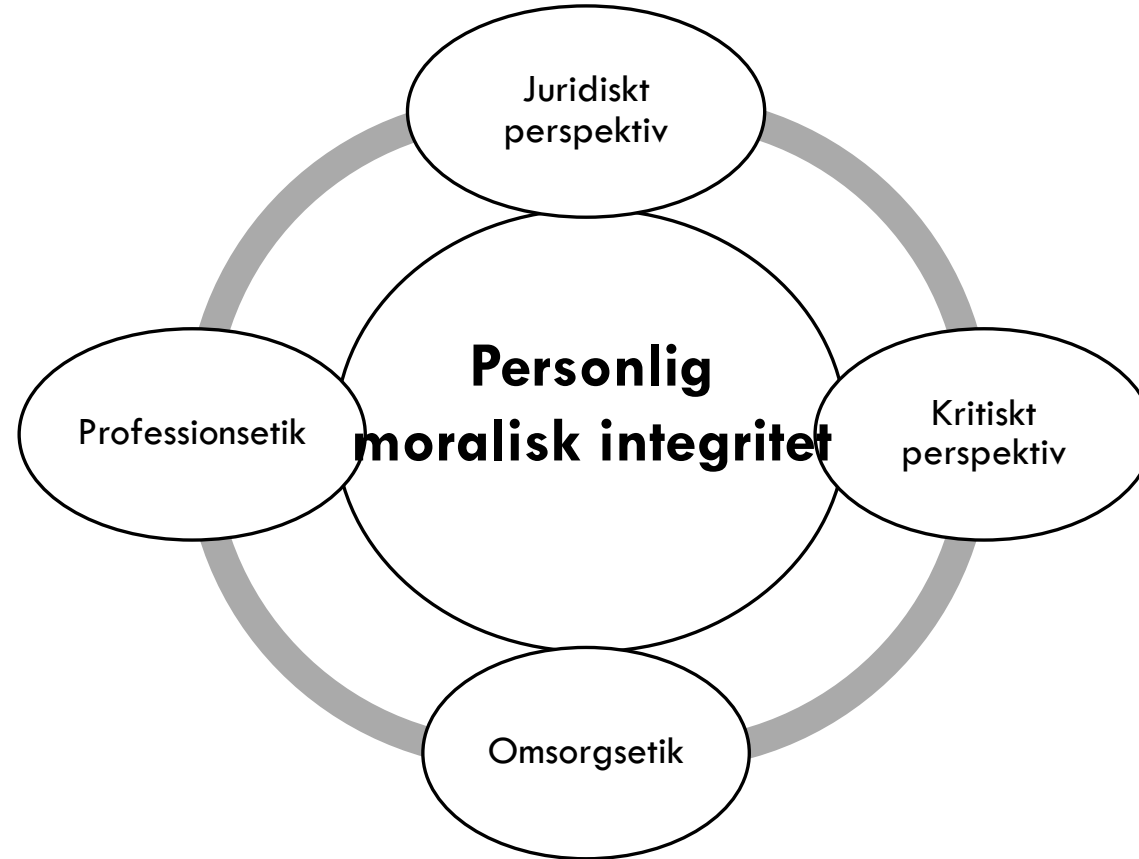 Juridiskt
perspektiv
Personlig
moralisk integritet
Professionsetik
Kritiskt
perspektiv
Omsorgsetik